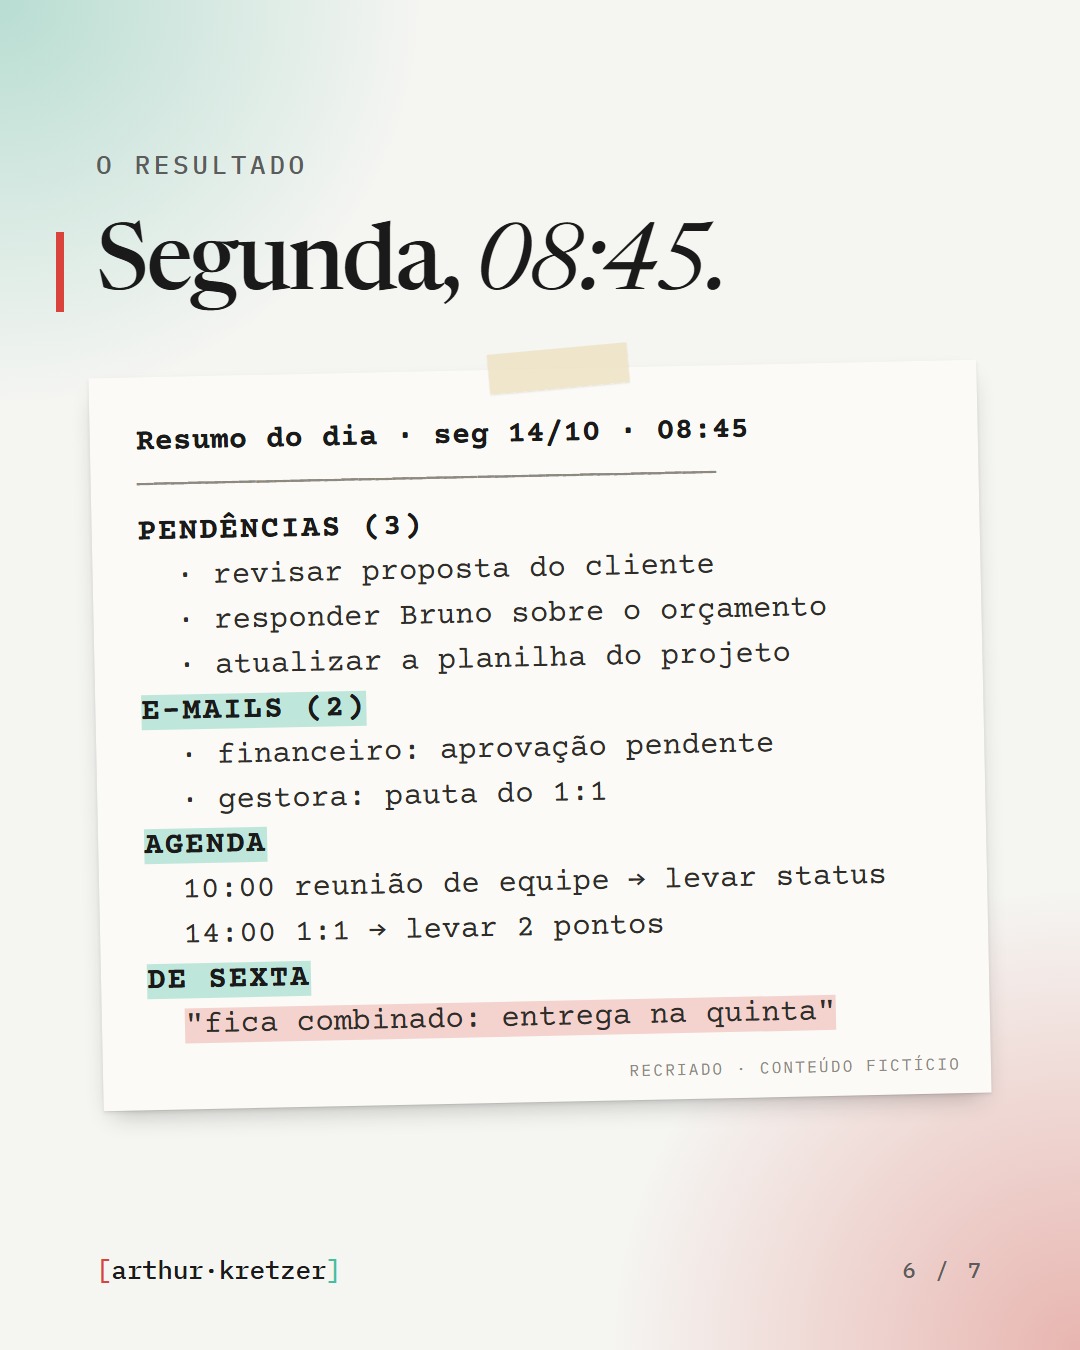 O RESULTADO
Segunda, 08:45.
Resumo do dia · seg 14/10 · 08:45
PENDÊNCIAS (3)
· revisar proposta do cliente
· responder Bruno sobre o orçamento
· atualizar a planilha do projeto
E-MAILS (2)
· financeiro: aprovação pendente
· gestora: pauta do 1:1
AGENDA
10:00 reunião de equipe → levar status
14:00 1:1 → levar 2 pontos
DE SEXTA
"fica combinado: entrega na quinta"
RECRIADO · CONTEÚDO FICTÍCIO
[arthur·kretzer]
6 / 7